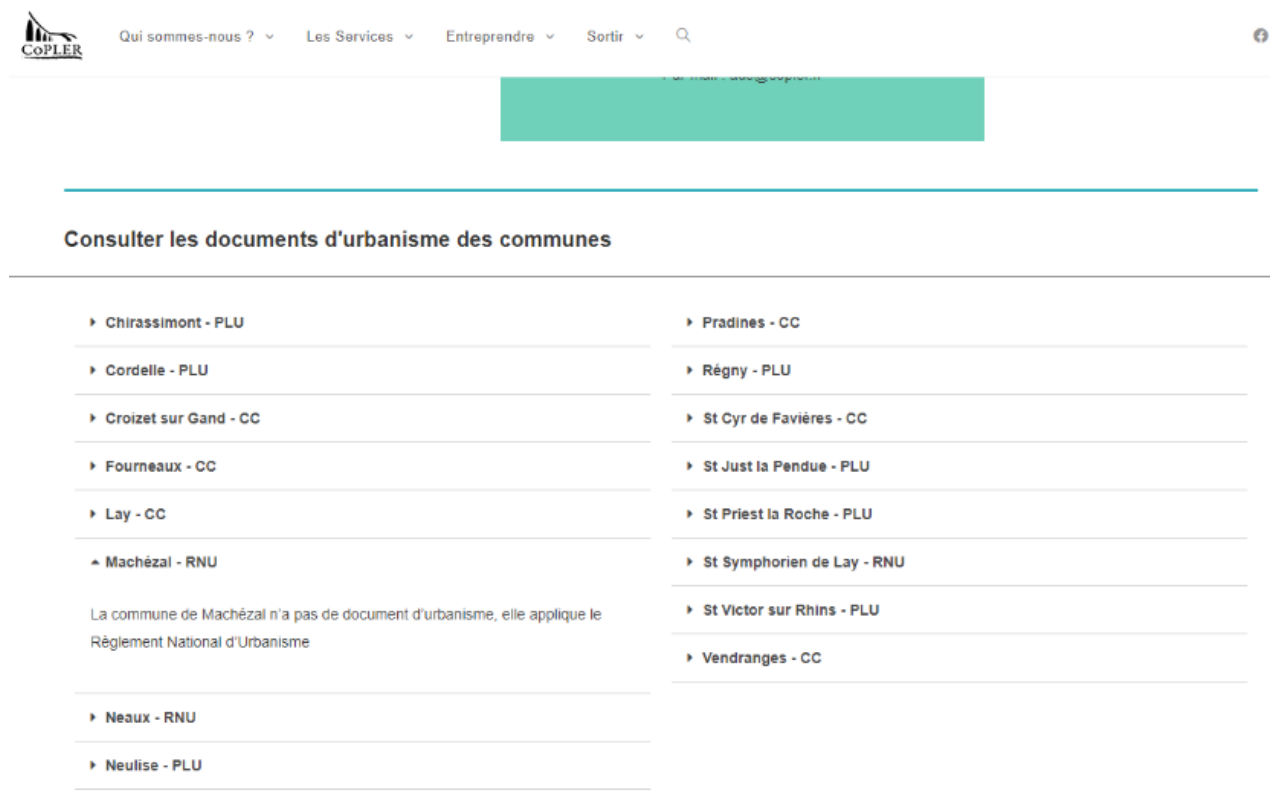 CoPLER
Qui sommes-nous ?
Les Services
Entreprendre
Sortir
Consulter les documents d'urbanisme des communes
Chirassimont - PLU
Cordelle - PLU
Croizet sur Gand - CC
Fourneaux - CC
Lay - CC
Machézal - RNU
La commune de Machézal n'a pas de document d'urbanisme, elle applique le
Règlement National d'Urbanisme
Neaux - RNU
Neulise - PLU
Pradines - CC
Régny - PLU
St Cyr de Favières - CC
St Just la Pendue - PLU
St Priest la Roche - PLU
St Symphorien de Lay - RNU
St Victor sur Rhins - PLU
Vendranges - CC